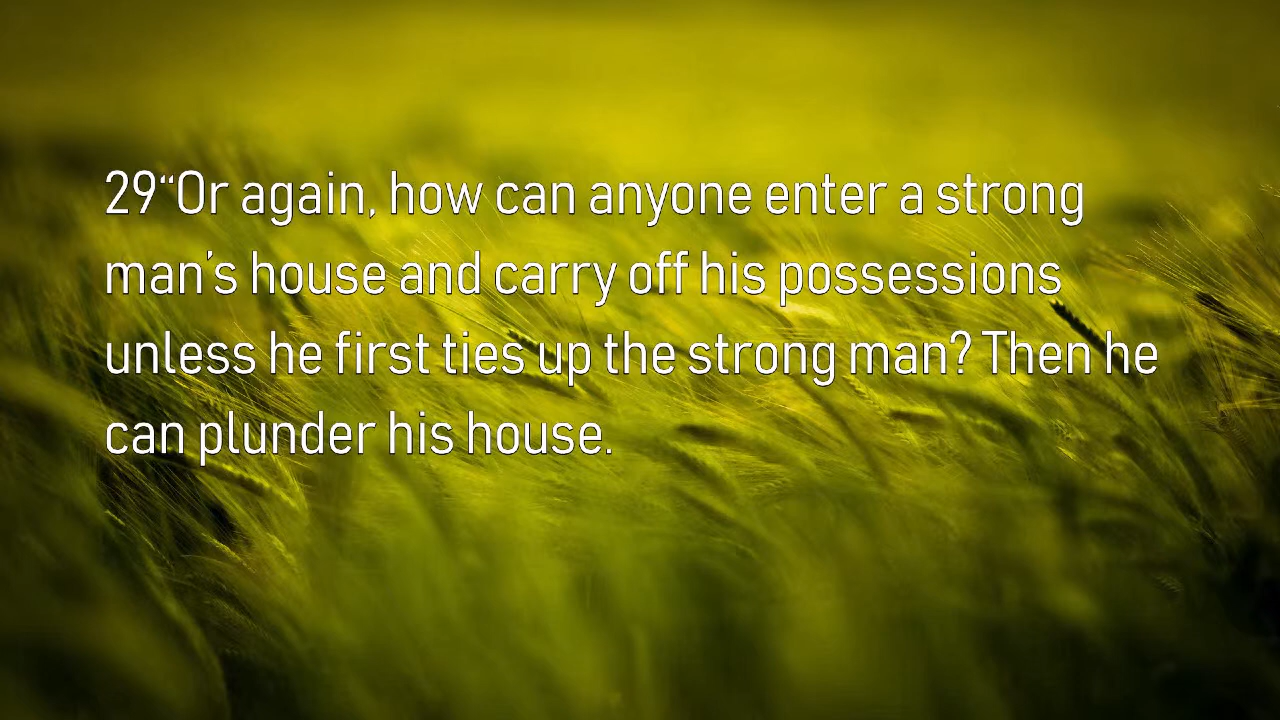 29“Or again, how can anyone enter a strong
man’s house and carry off his possessions
unless he first ties up the strong man? Then he
can plunder his house.